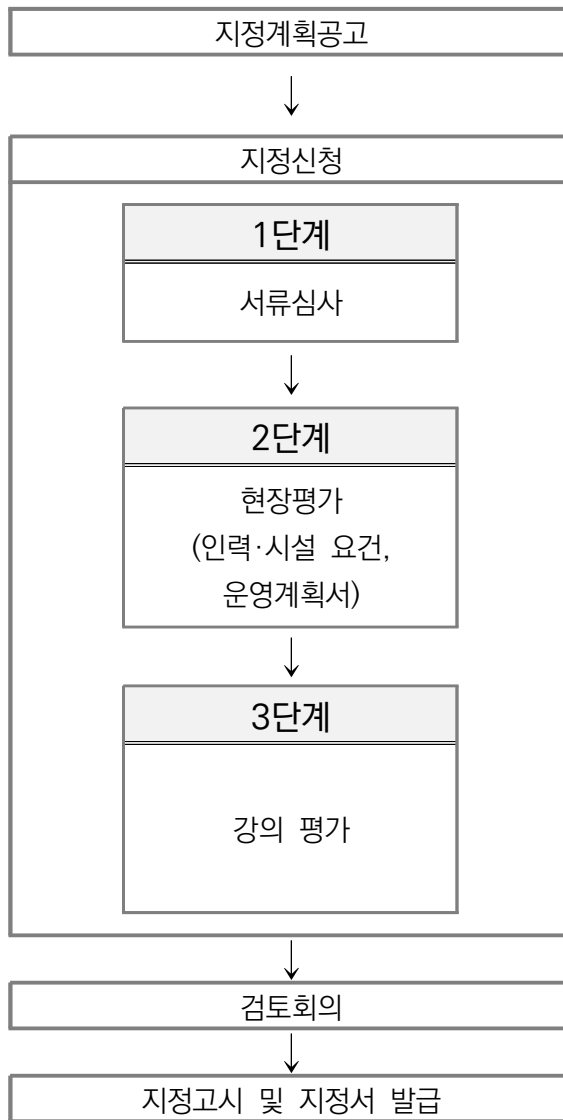 지정계획공고
지정신청
1단계
서류심사
2단계
현장평가
(인력·시설 요건,
운영계획서)
3단계
강의 평가
검토회의
지정고시 및 지정서 발급